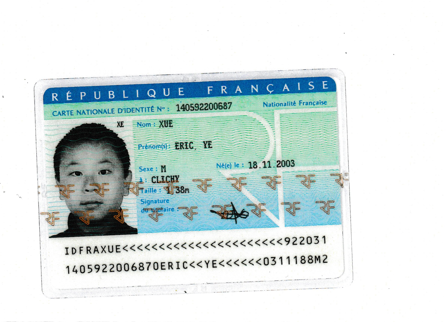 RÉPUBLIQUE FRANÇAISE
CARTE NATIONALE D'IDENTITÉ N° : 140592200687 Nationalité Française
XE Nom : XUE
Prénom(s) : ERIC, YE
Sexe : M Né(e) le : 18.11.2003
à : CLICHY
Taille : 1,38m
Signature
du titulaire :
IDFRAXUE<<<<<<<<<<<<<<<<<<<<<<922031
1405922006870ERIC<<YE<<<<<<0311188M2